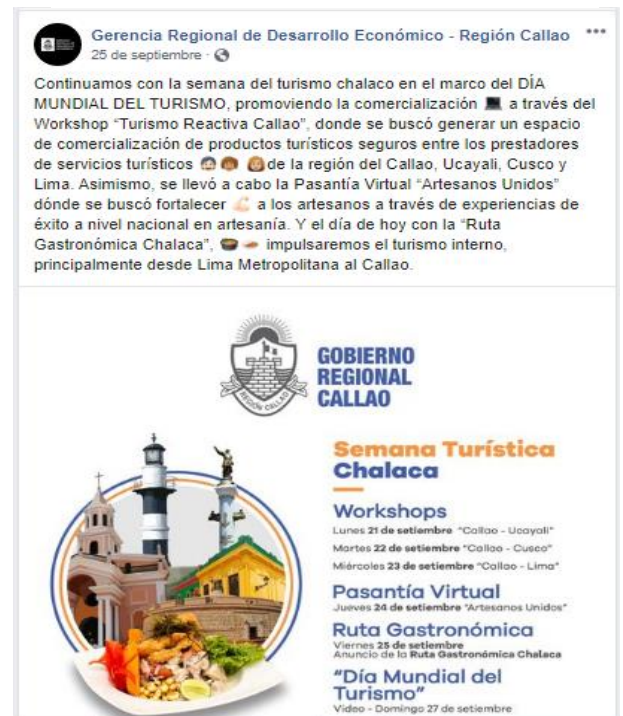 Gerencia Regional de Desarrollo Económico - Región Callao
25 de septiembre ·
Continuamos con la semana del turismo chalaco en el marco del DÍA
MUNDIAL DEL TURISMO, promoviendo la comercialización 💻 a través del
Workshop "Turismo Reactiva Callao", donde se buscó generar un espacio
de comercialización de productos turísticos seguros entre los prestadores
de servicios turísticos de la región del Callao, Ucayali, Cusco y
Lima. Asimismo, se llevó a cabo la Pasantía Virtual "Artesanos Unidos"
dónde se buscó fortalecer 💪🏻 a los artesanos a través de experiencias de
éxito a nivel nacional en artesanía. Y el día de hoy con la "Ruta
Gastronómica Chalaca", impulsaremos el turismo interno,
principalmente desde Lima Metropolitana al Callao.
REGIÓN CALLAO
GOBIERNO
REGIONAL
CALLAO
Semana Turística
Chalaca
Workshops
Lunes 21 de setiembre "Callao - Ucayali"
Martes 22 de setiembre "Callao - Cusco"
Miércoles 23 de setiembre "Callao - Lima"
Pasantía Virtual
Jueves 24 de setiembre "Artesanos Unidos"
Ruta Gastronómica
Viernes 25 de setiembre
Anuncio de la Ruta Gastronómica Chalaca
"Día Mundial del
Turismo"
Video - Domingo 27 de setiembre